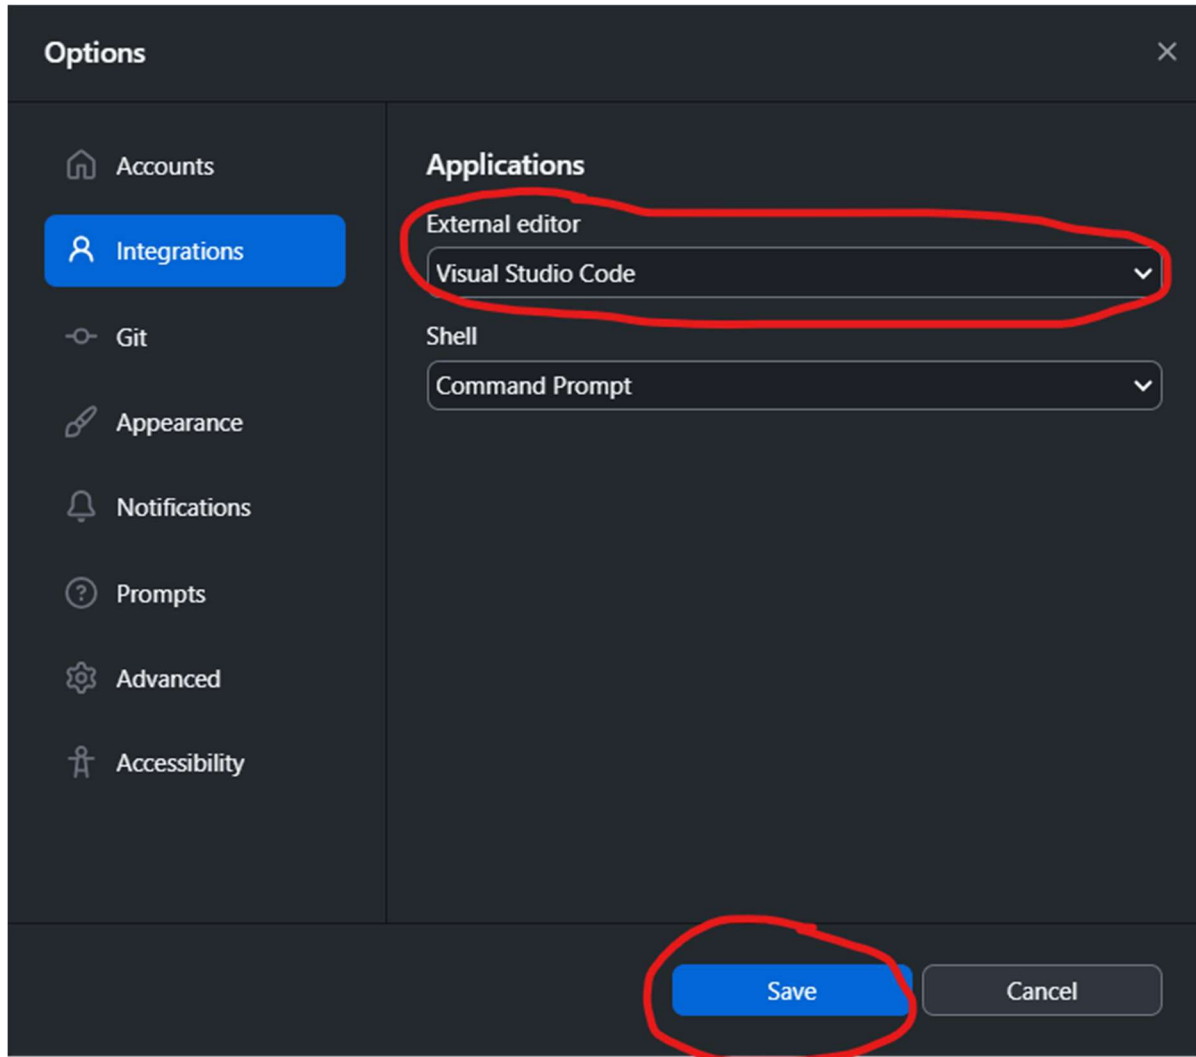 Options
Accounts
Integrations
Git
Appearance
Notifications
Prompts
Advanced
Accessibility
Applications
External editor
Visual Studio Code
Shell
Command Prompt
Save
Cancel